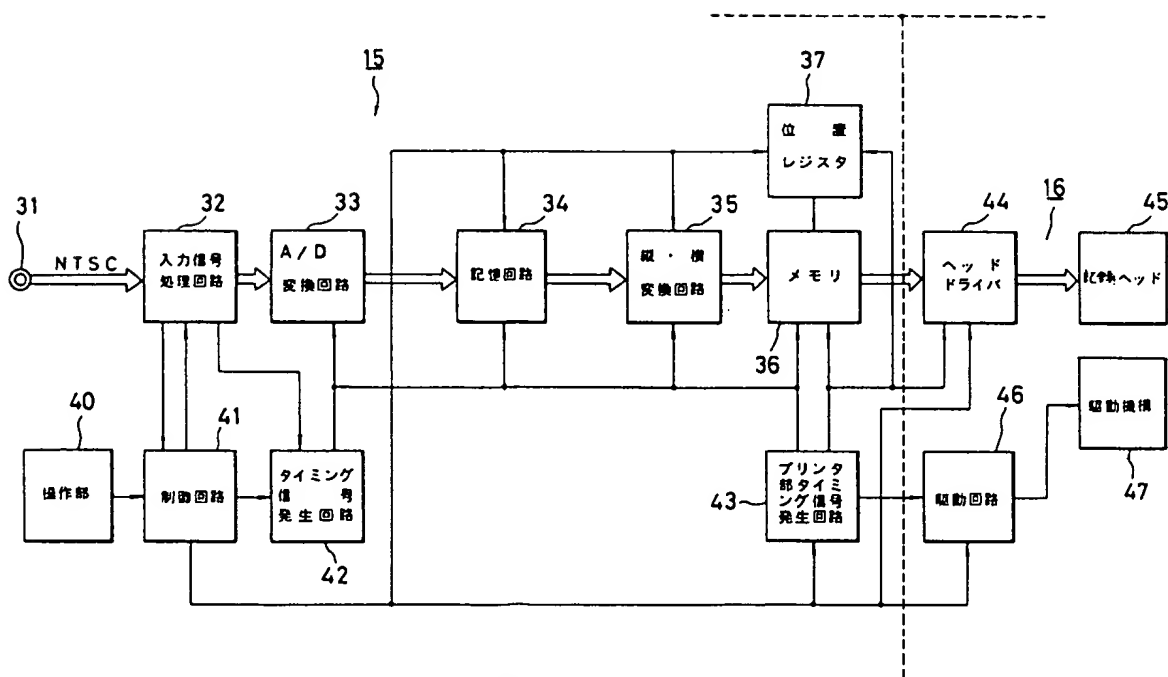 15
37
位置
レジスタ
31
NTSC
32
入力信号
処理回路
33
A/D
変換回路
34
記憶回路
35
縦・横
変換回路
メモリ
36
44
ヘッド
ドライバ
16
45
記録ヘッド
40
操作部
41
制御回路
タイミング
信号
発生回路
42
43
プリンタ
部タイミ
ング信号
発生回路
46
駆動回路
駆動機構
47